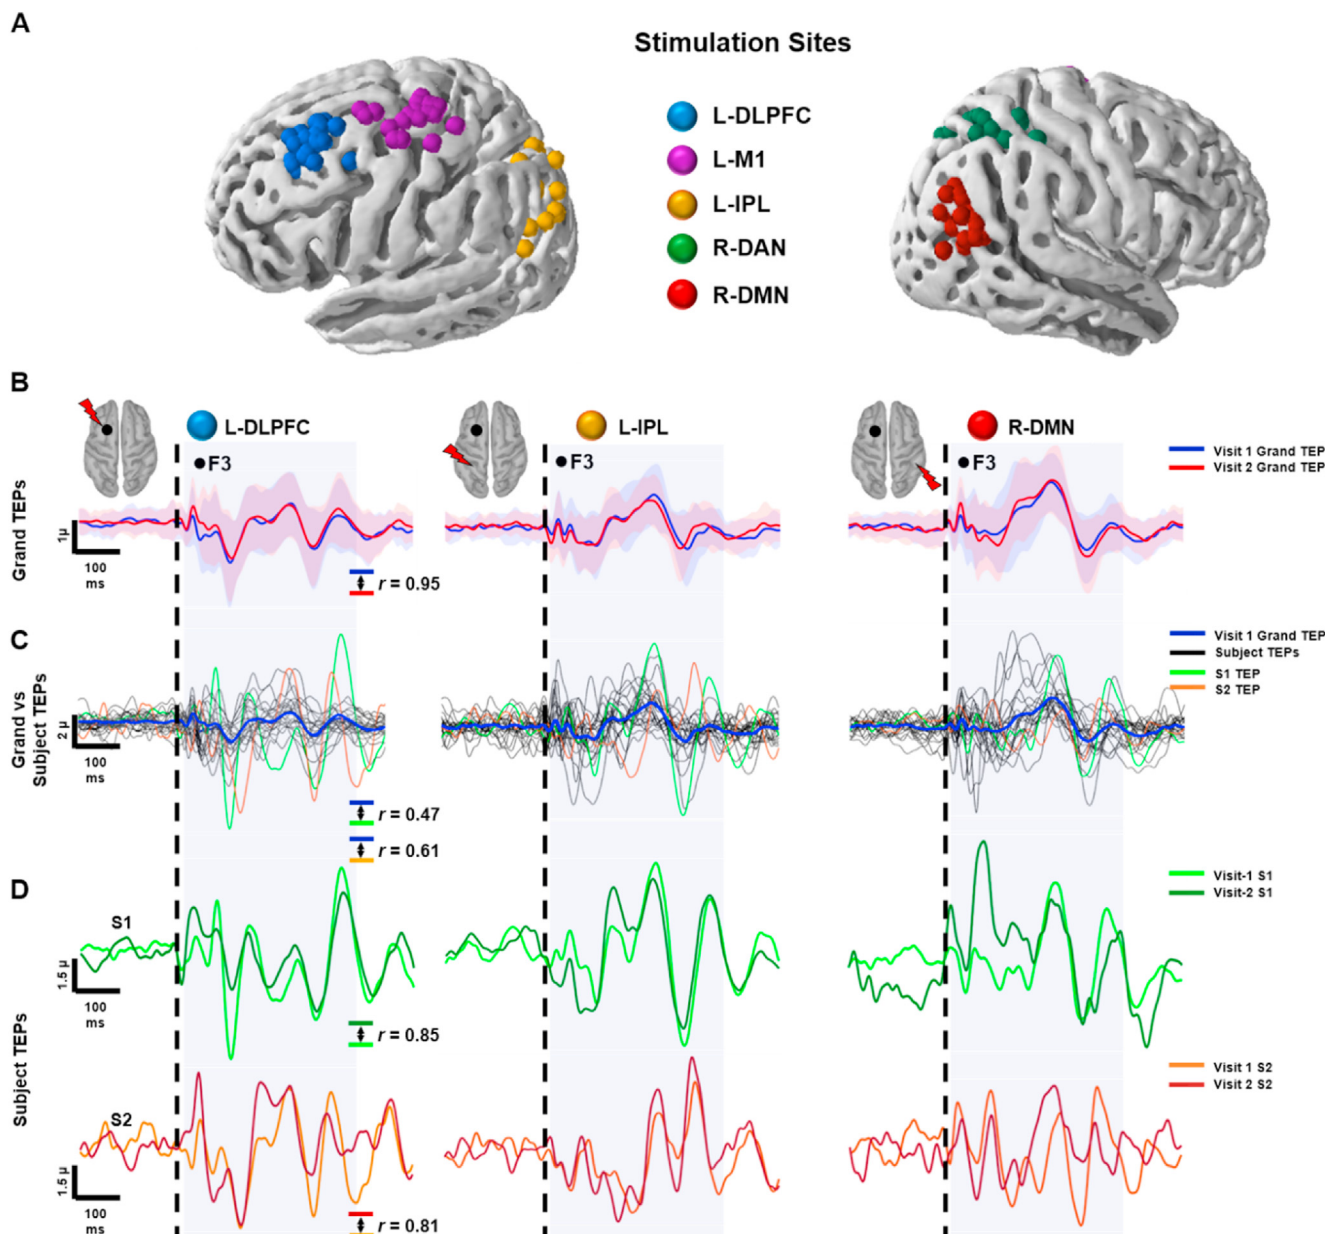 A
Stimulation Sites
L-DLPFC
L-M1
L-IPL
R-DAN
R-DMN
B
L-DLPFC
L-IPL
R-DMN
F3
F3
F3
Visit 1 Grand TEP
Visit 2 Grand TEP
Grand TEPs
1µ
100
ms
r = 0.95
C
Visit 1 Grand TEP
Subject TEPs
S1 TEP
S2 TEP
Grand vs
Subject TEPs
2 µ
100
ms
r = 0.47
r = 0.61
D
Visit-1 S1
Visit-2 S1
S1
1.5 µ
100
ms
r = 0.85
Subject TEPs
Visit 1 S2
Visit 2 S2
S2
1.5 µ
100
ms
r = 0.81